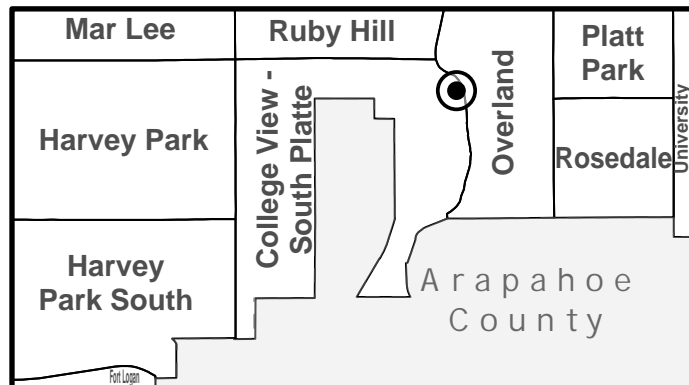 Mar Lee
Ruby Hill
Platt
Park
Harvey Park
College View -
South Platte
Overland
University
Rosedale
Harvey
Park South
Arapahoe
County
Fort Logan